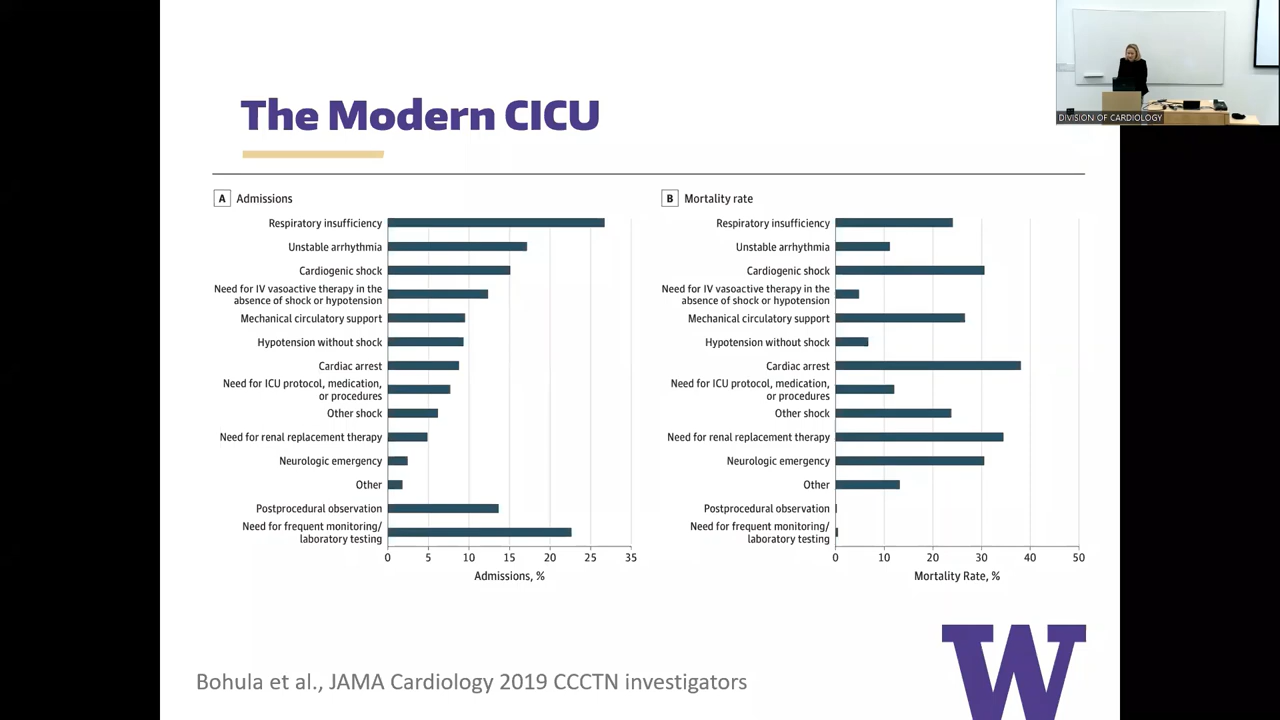 DIVISION OF CARDIOLOGY
The Modern CICU
A Admissions
Respiratory insufficiency
Unstable arrhythmia
Cardiogenic shock
Need for IV vasoactive therapy in the
absence of shock or hypotension
Mechanical circulatory support
Hypotension without shock
Cardiac arrest
Need for ICU protocol, medication,
or procedures
Other shock
Need for renal replacement therapy
Neurologic emergency
Other
Postprocedural observation
Need for frequent monitoring/
laboratory testing
0 5 10 15 20 25 35
Admissions, %
B Mortality rate
Respiratory insufficiency
Unstable arrhythmia
Cardiogenic shock
Need for IV vasoactive therapy in the
absence of shock or hypotension
Mechanical circulatory support
Hypotension without shock
Cardiac arrest
Need for ICU protocol, medication,
or procedures
Other shock
Need for renal replacement therapy
Neurologic emergency
Other
Postprocedural observation
Need for frequent monitoring/
laboratory testing
0 10 20 30 40 50
Mortality Rate, %
Bohula et al., JAMA Cardiology 2019 CCCTN investigators
W